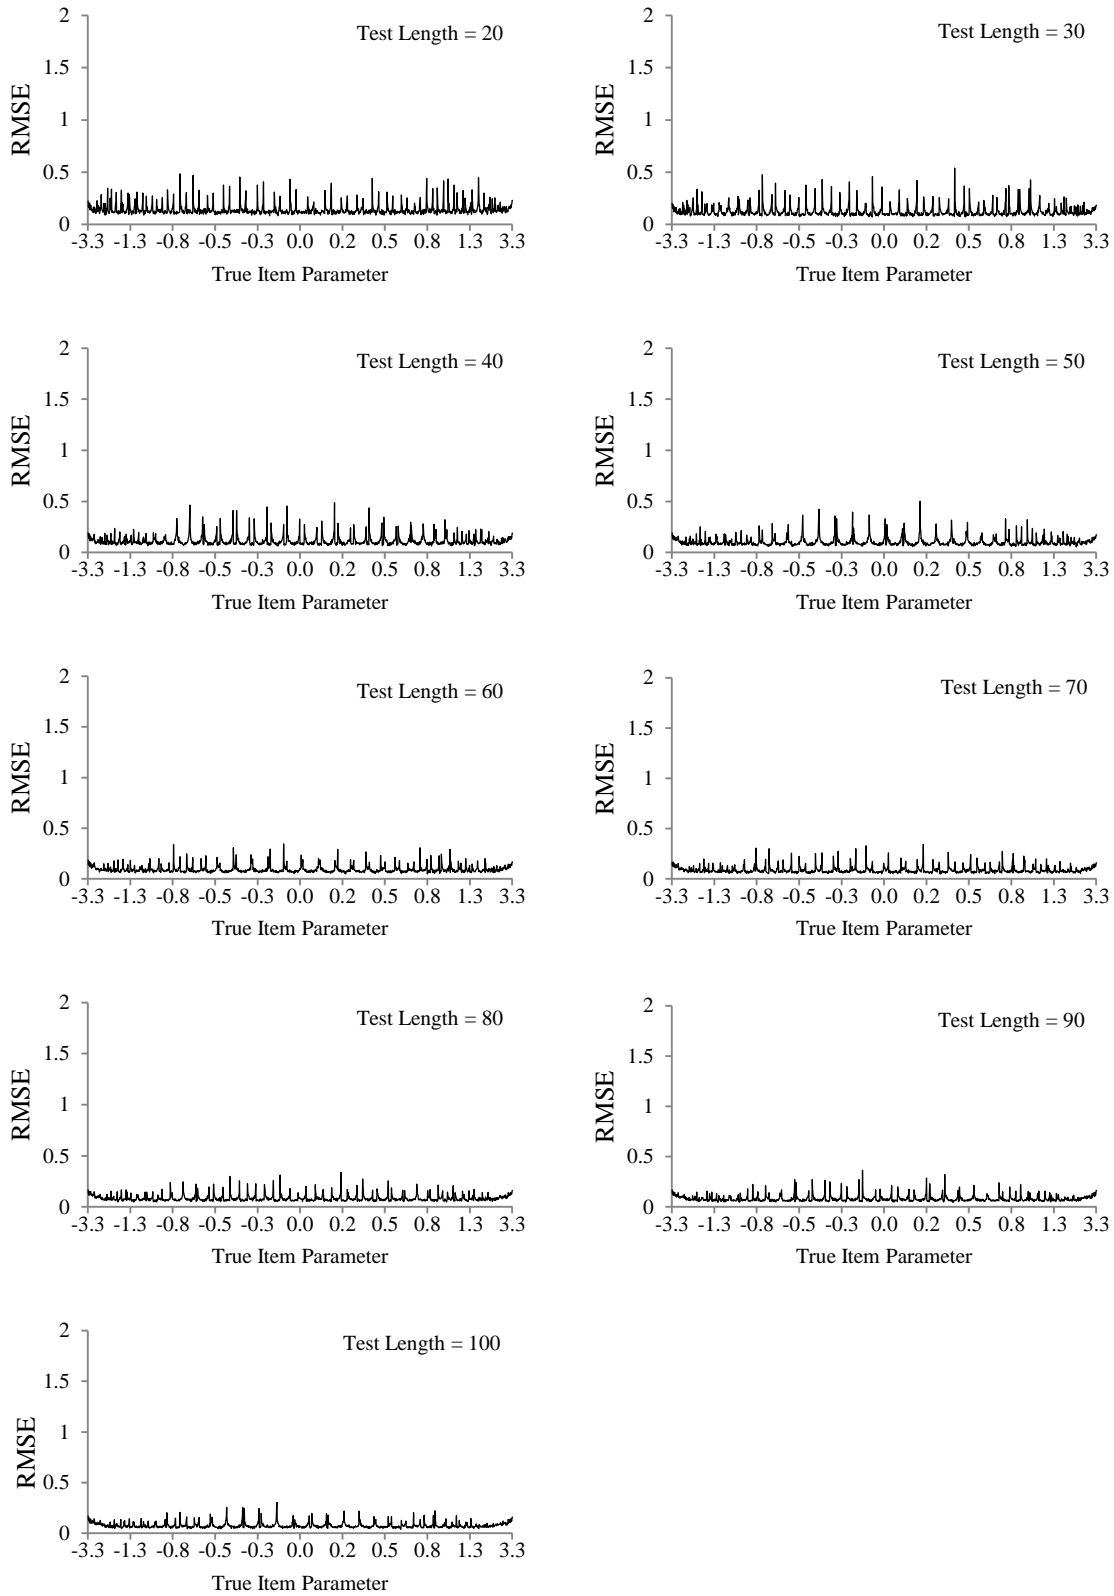 Test Length = 20
2
1.5
1
0.5
0
RMSE
-3.3 -1.3 -0.8 -0.5 -0.3 0.0 0.2 0.5 0.8 1.3 3.3
True Item Parameter
Test Length = 30
2
1.5
1
0.5
0
RMSE
-3.3 -1.3 -0.8 -0.5 -0.3 0.0 0.2 0.5 0.8 1.3 3.3
True Item Parameter
Test Length = 40
2
1.5
1
0.5
0
RMSE
-3.3 -1.3 -0.8 -0.5 -0.3 0.0 0.2 0.5 0.8 1.3 3.3
True Item Parameter
Test Length = 50
2
1.5
1
0.5
0
RMSE
-3.3 -1.3 -0.8 -0.5 -0.3 0.0 0.2 0.5 0.8 1.3 3.3
True Item Parameter
Test Length = 60
2
1.5
1
0.5
0
RMSE
-3.3 -1.3 -0.8 -0.5 -0.3 0.0 0.2 0.5 0.8 1.3 3.3
True Item Parameter
Test Length = 70
2
1.5
1
0.5
0
RMSE
-3.3 -1.3 -0.8 -0.5 -0.3 0.0 0.2 0.5 0.8 1.3 3.3
True Item Parameter
Test Length = 80
2
1.5
1
0.5
0
RMSE
-3.3 -1.3 -0.8 -0.5 -0.3 0.0 0.2 0.5 0.8 1.3 3.3
True Item Parameter
Test Length = 90
2
1.5
1
0.5
0
RMSE
-3.3 -1.3 -0.8 -0.5 -0.3 0.0 0.2 0.5 0.8 1.3 3.3
True Item Parameter
Test Length = 100
2
1.5
1
0.5
0
RMSE
-3.3 -1.3 -0.8 -0.5 -0.3 0.0 0.2 0.5 0.8 1.3 3.3
True Item Parameter